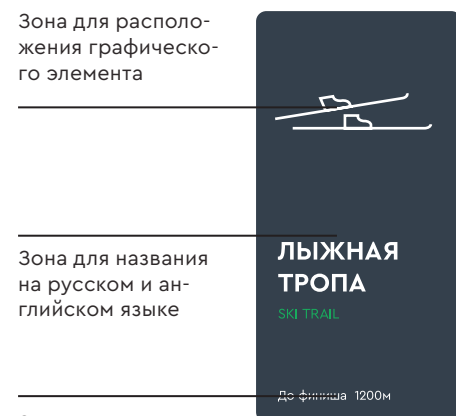 Зона для располо-
жения графическо-
го элемента
ЛЫЖНАЯ
ТРОПА
SKI TRAIL
Зона для названия
на русском и ан-
глийском языке
До финиша 1200м